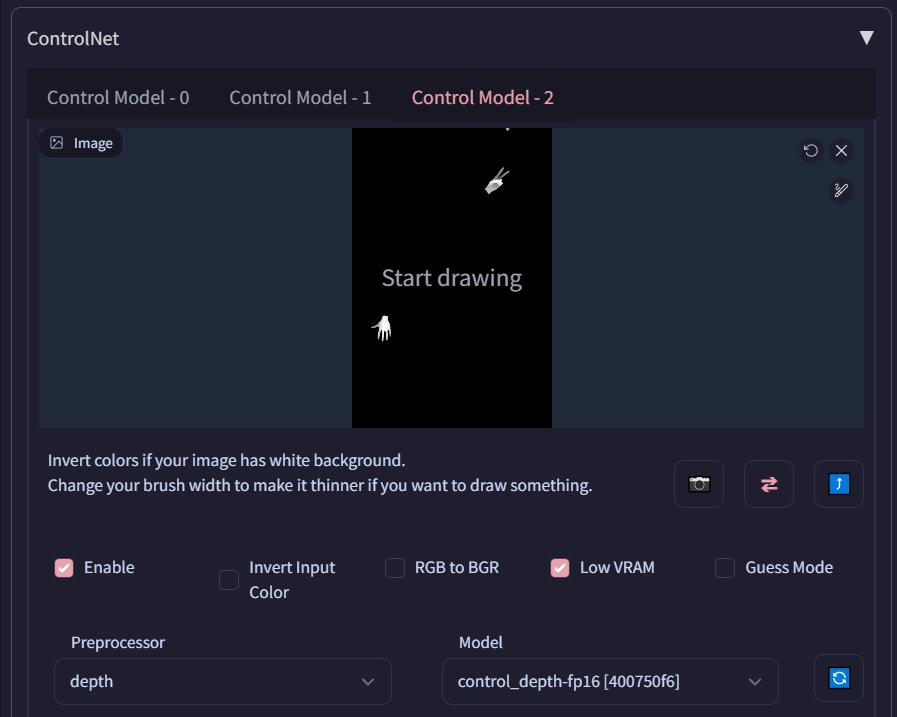 ControlNet
Control Model - 0
Control Model - 1
Control Model - 2
Image
Start drawing
Invert colors if your image has white background.
Change your brush width to make it thinner if you want to draw something.
Enable
Invert Input
Color
RGB to BGR
Low VRAM
Guess Mode
Preprocessor
Model
depth
control_depth-fp16 [400750f6]